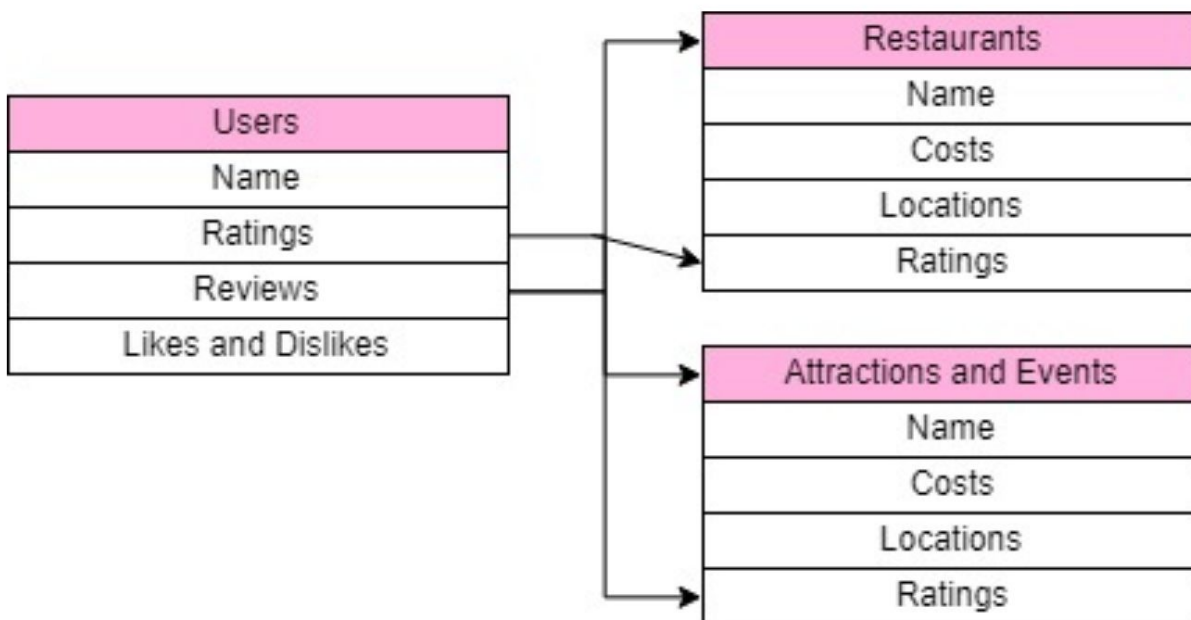 Users
Name
Ratings
Reviews
Likes and Dislikes
Restaurants
Name
Costs
Locations
Ratings
Attractions and Events
Name
Costs
Locations
Ratings